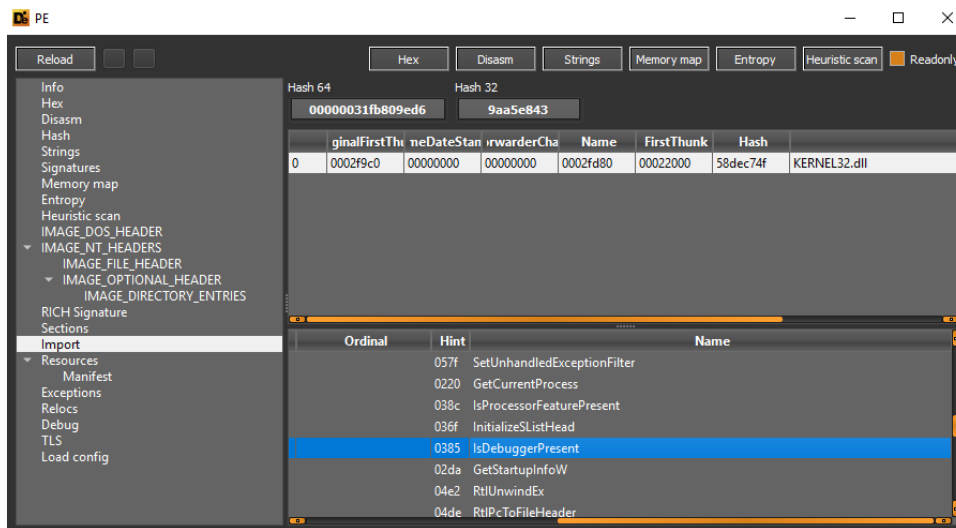 De PE
Reload Hex Disasm Strings Memory map Entropy Heuristic scan Readonly
Info
Hex
Disasm
Hash
Strings
Signatures
Memory map
Entropy
Heuristic scan
IMAGE_DOS_HEADER
IMAGE_NT_HEADERS
IMAGE_FILE_HEADER
IMAGE_OPTIONAL_HEADER
IMAGE_DIRECTORY_ENTRIES
RICH Signature
Sections
Import
Resources
Manifest
Exceptions
Relocs
Debug
TLS
Load config
Hash 64 Hash 32
00000031fb809ed6 9aa5e843
ginalFirstThu neDateStan rwarderCha Name FirstThunk Hash
0 0002f9c0 00000000 00000000 0002fd80 00022000 58dec74f KERNEL32.dll
Ordinal Hint Name
057f SetUnhandledExceptionFilter
0220 GetCurrentProcess
038c IsProcessorFeaturePresent
036f InitializeSListHead
0385 IsDebuggerPresent
02da GetStartupInfoW
04e2 RtlUnwindEx
04de RtlPcToFileHeader